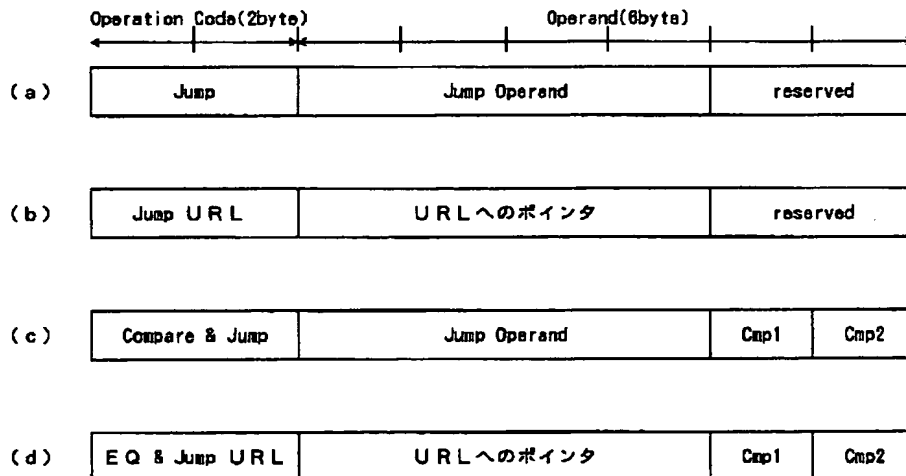 Operation Code(2byte) Operand(6byte)
(a) Jump Jump Operand reserved
(b) Jump URL URLへのポインタ reserved
(c) Compare & Jump Jump Operand Cmp1 Cmp2
(d) EQ & Jump URL URLへのポインタ Cmp1 Cmp2